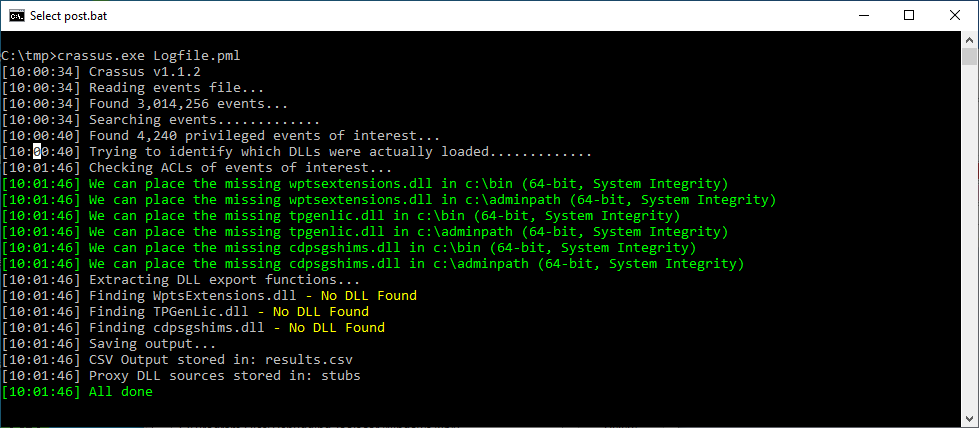 Select post.bat
C:\tmp>crassus.exe Logfile.pml
[10:00:34] Crassus v1.1.2
[10:00:34] Reading events file...
[10:00:34] Found 3,014,256 events...
[10:00:34] Searching events.............
[10:00:40] Found 4,240 privileged events of interest...
[10:00:40] Trying to identify which DLLs were actually loaded.............
[10:01:46] Checking ACLs of events of interest...
[10:01:46] We can place the missing wptsextensions.dll in c:\bin (64-bit, System Integrity)
[10:01:46] We can place the missing wptsextensions.dll in c:\adminpath (64-bit, System Integrity)
[10:01:46] We can place the missing tpgenlic.dll in c:\bin (64-bit, System Integrity)
[10:01:46] We can place the missing tpgenlic.dll in c:\adminpath (64-bit, System Integrity)
[10:01:46] We can place the missing cdpsgshims.dll in c:\bin (64-bit, System Integrity)
[10:01:46] We can place the missing cdpsgshims.dll in c:\adminpath (64-bit, System Integrity)
[10:01:46] Extracting DLL export functions...
[10:01:46] Finding WptsExtensions.dll - No DLL Found
[10:01:46] Finding TPGenLic.dll - No DLL Found
[10:01:46] Finding cdpsgshims.dll - No DLL Found
[10:01:46] Saving output...
[10:01:46] CSV Output stored in: results.csv
[10:01:46] Proxy DLL sources stored in: stubs
[10:01:46] All done